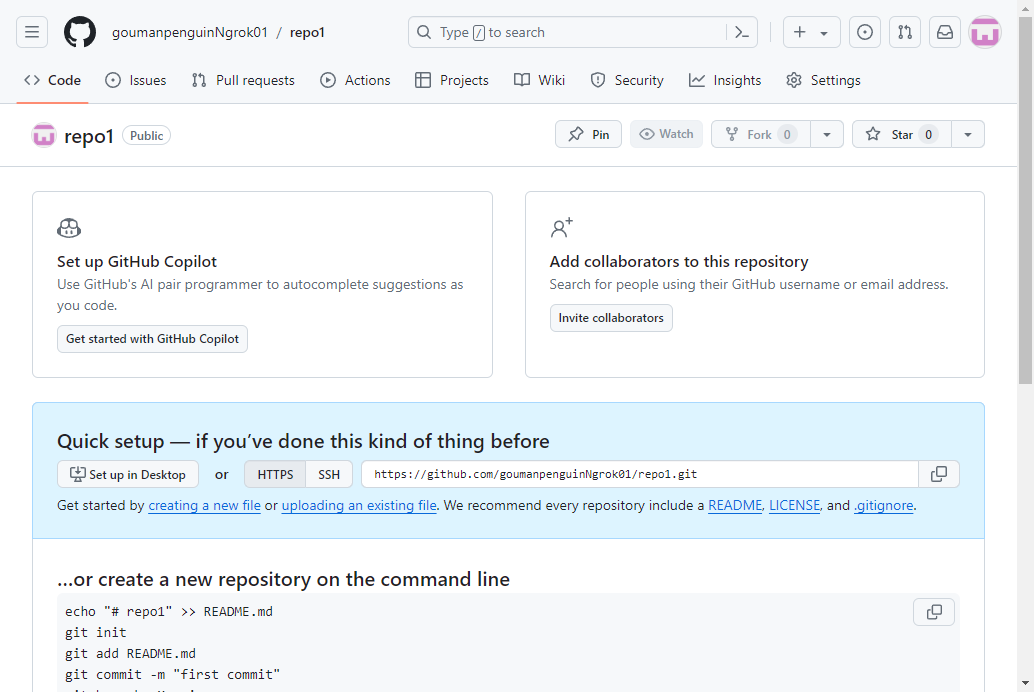 goumanpenguinNgrok01 / repo1
Type / to search
Code Issues Pull requests Actions Projects Wiki Security Insights Settings
repo1 Public
Pin Watch Fork 0 Star 0
Set up GitHub Copilot
Use GitHub's AI pair programmer to autocomplete suggestions as
you code.
Get started with GitHub Copilot
Add collaborators to this repository
Search for people using their GitHub username or email address.
Invite collaborators
Quick setup — if you’ve done this kind of thing before
Set up in Desktop or HTTPS SSH https://github.com/goumanpenguinNgrok01/repo1.git
Get started by creating a new file or uploading an existing file. We recommend every repository include a README, LICENSE, and .gitignore.
…or create a new repository on the command line
echo "# repo1" >> README.md
git init
git add README.md
git commit -m "first commit"